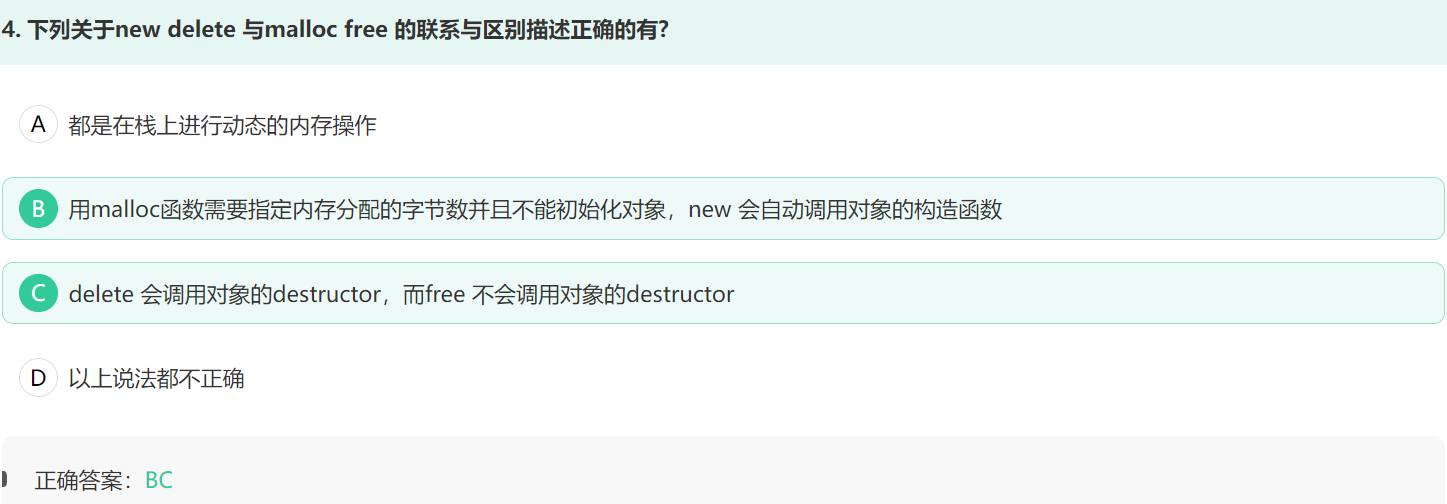 4. 下列关于new delete 与malloc free 的联系与区别描述正确的有?
A 都是在栈上进行动态的内存操作
B 用malloc函数需要指定内存分配的字节数并且不能初始化对象，new 会自动调用对象的构造函数
C delete 会调用对象的destructor，而free 不会调用对象的destructor
D 以上说法都不正确
正确答案：BC